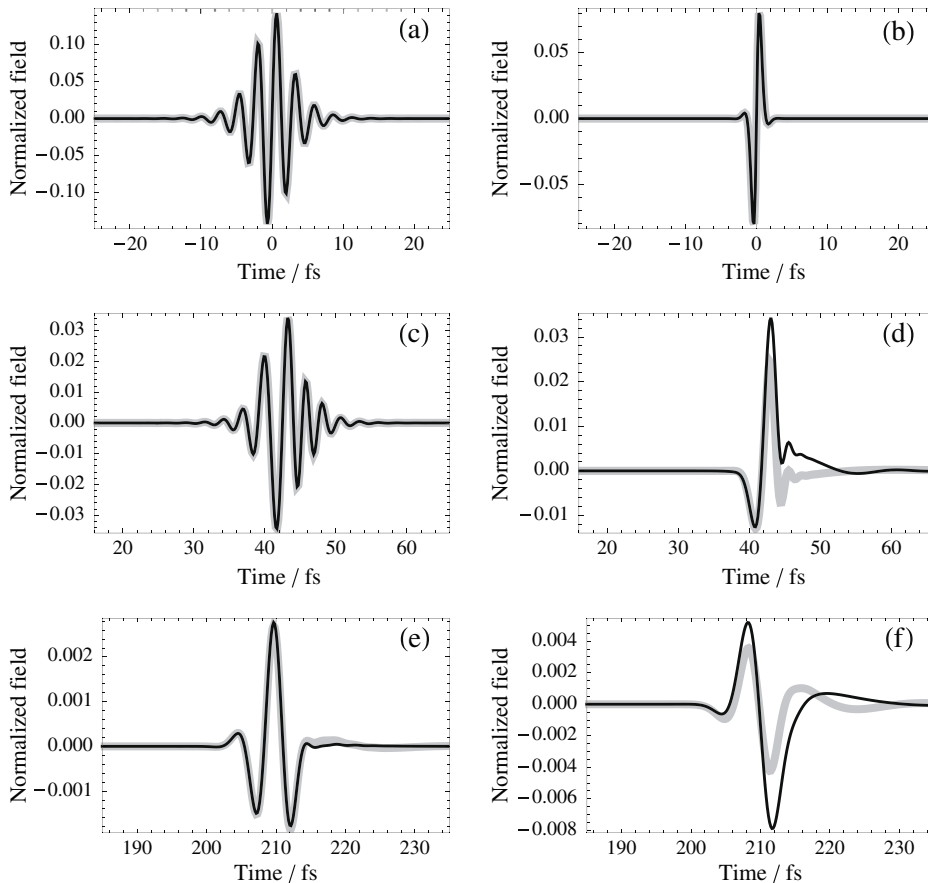 (a)
Normalized field
0.10
0.05
0.00
−0.05
−0.10
−20 −10 0 10 20
Time / fs
(b)
Normalized field
0.05
0.00
−0.05
−20 −10 0 10 20
Time / fs
(c)
Normalized field
0.03
0.02
0.01
0.00
−0.01
−0.02
−0.03
20 30 40 50 60
Time / fs
(d)
Normalized field
0.03
0.02
0.01
0.00
−0.01
20 30 40 50 60
Time / fs
(e)
Normalized field
0.002
0.001
0.000
−0.001
190 200 210 220 230
Time / fs
(f)
Normalized field
0.004
0.002
0.000
−0.002
−0.004
−0.006
−0.008
190 200 210 220 230
Time / fs